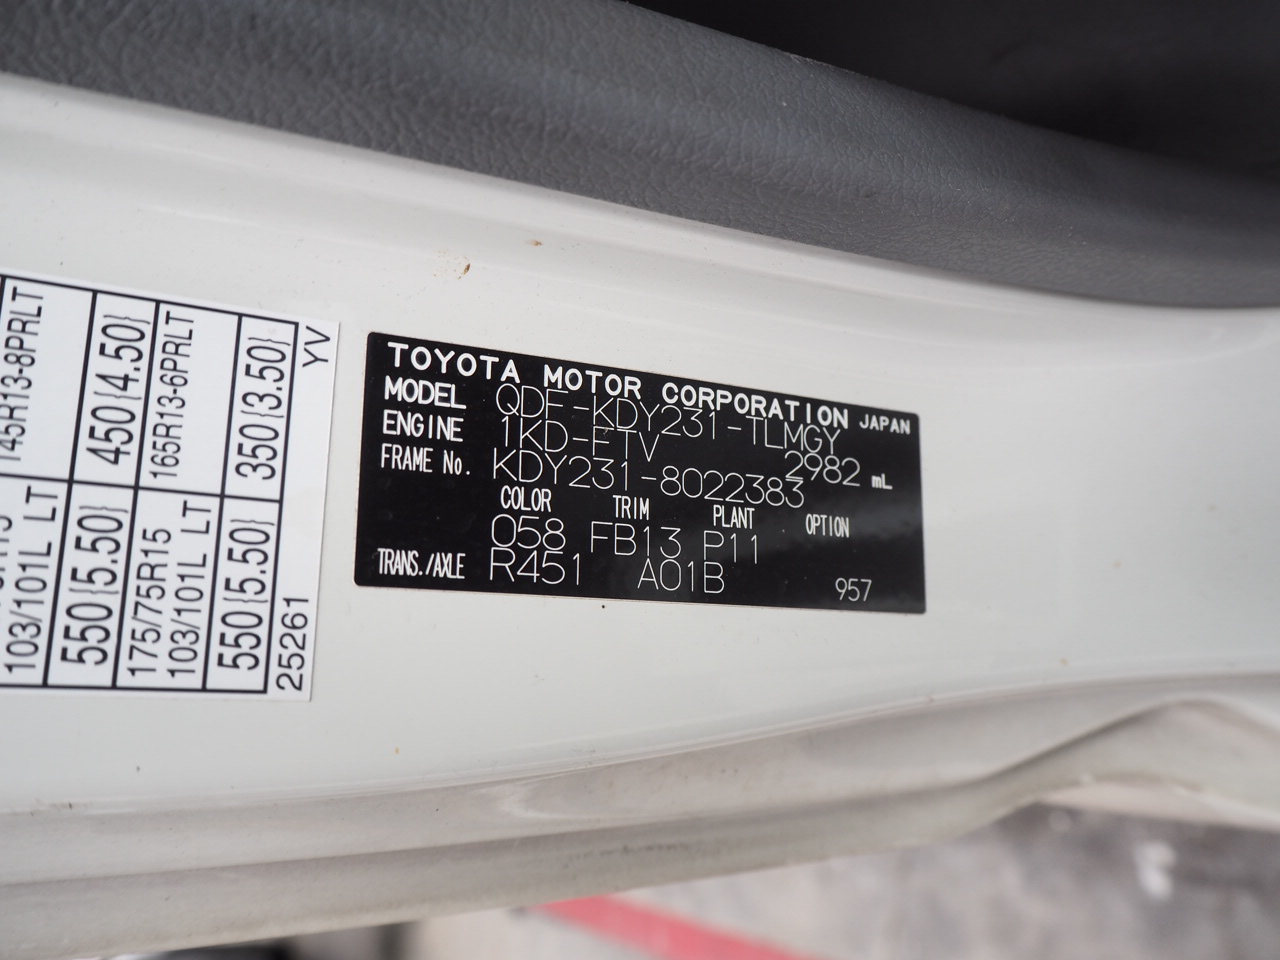 TOYOTA MOTOR CORPORATION JAPAN
MODEL QDF-KDY231-TLMGY
ENGINE 1KD-FTV 2982 mL
FRAME No. KDY231-8022383
COLOR TRIM PLANT OPTION
058 FB13 P11
TRANS./AXLE R451 A01B 957
145R13-8PRLT
103/101L LT
450{4.50}
550{5.50}
165R13-6PRLT
175/75R15
103/101L LT
350{3.50}
550{5.50}
YV
25261